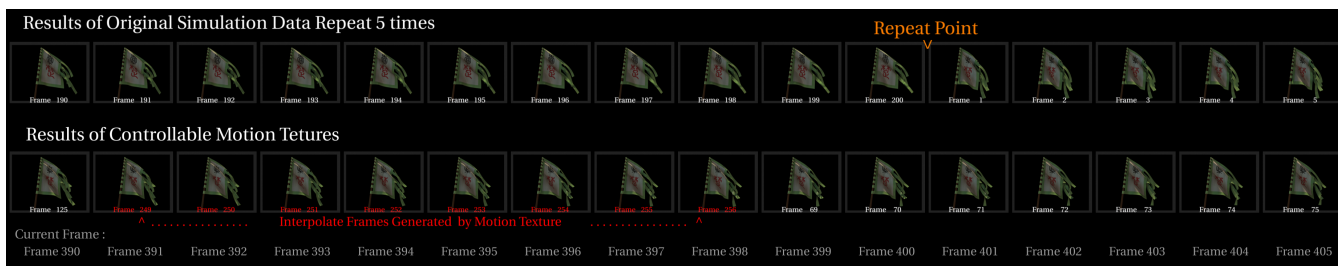 Results of Original Simulation Data Repeat 5 times
Repeat Point
Frame 190 Frame 191 Frame 192 Frame 193 Frame 194 Frame 195 Frame 196 Frame 197 Frame 198 Frame 199 Frame 200 Frame 1 Frame 2 Frame 3 Frame 4 Frame 5
Results of Controllable Motion Tetures
Frame 125 Frame 249 Frame 250 Frame 251 Frame 252 Frame 253 Frame 254 Frame 255 Frame 256 Frame 69 Frame 70 Frame 71 Frame 72 Frame 73 Frame 74 Frame 75
Interpolate Frames Generated by Motion Texture
Current Frame :
Frame 390 Frame 391 Frame 392 Frame 393 Frame 394 Frame 395 Frame 396 Frame 397 Frame 398 Frame 399 Frame 400 Frame 401 Frame 402 Frame 403 Frame 404 Frame 405